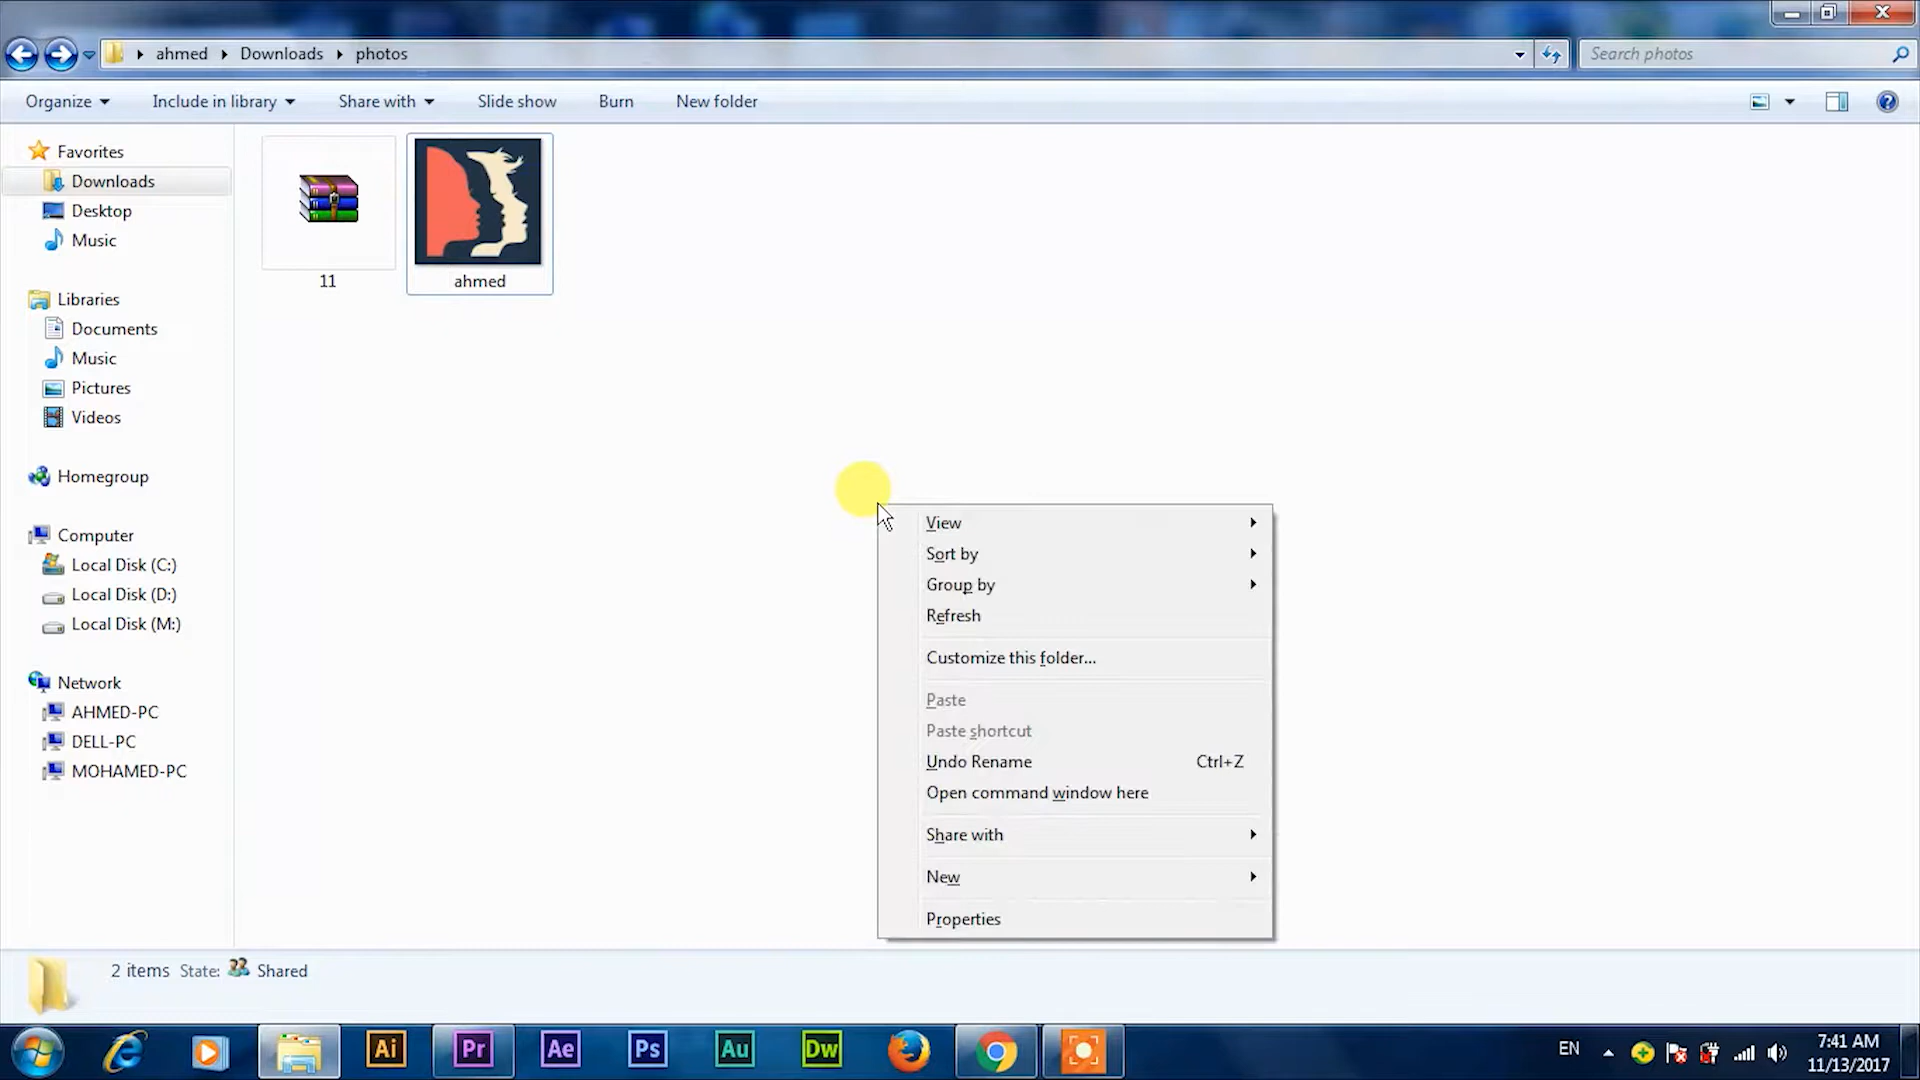 ahmed Downloads photos
Search photos
Organize Include in library Share with Slide show Burn New folder
Favorites
Downloads
Desktop
Music
Libraries
Documents
Music
Pictures
Videos
Homegroup
Computer
Local Disk (C:)
Local Disk (D:)
Local Disk (M:)
Network
AHMED-PC
DELL-PC
MOHAMED-PC
11
ahmed
View
Sort by
Group by
Refresh
Customize this folder...
Paste
Paste shortcut
Undo Rename Ctrl+Z
Open command window here
Share with
New
Properties
2 items State: Shared
Ai Pr Ae Ps Au Dw
EN
7:41 AM
11/13/2017